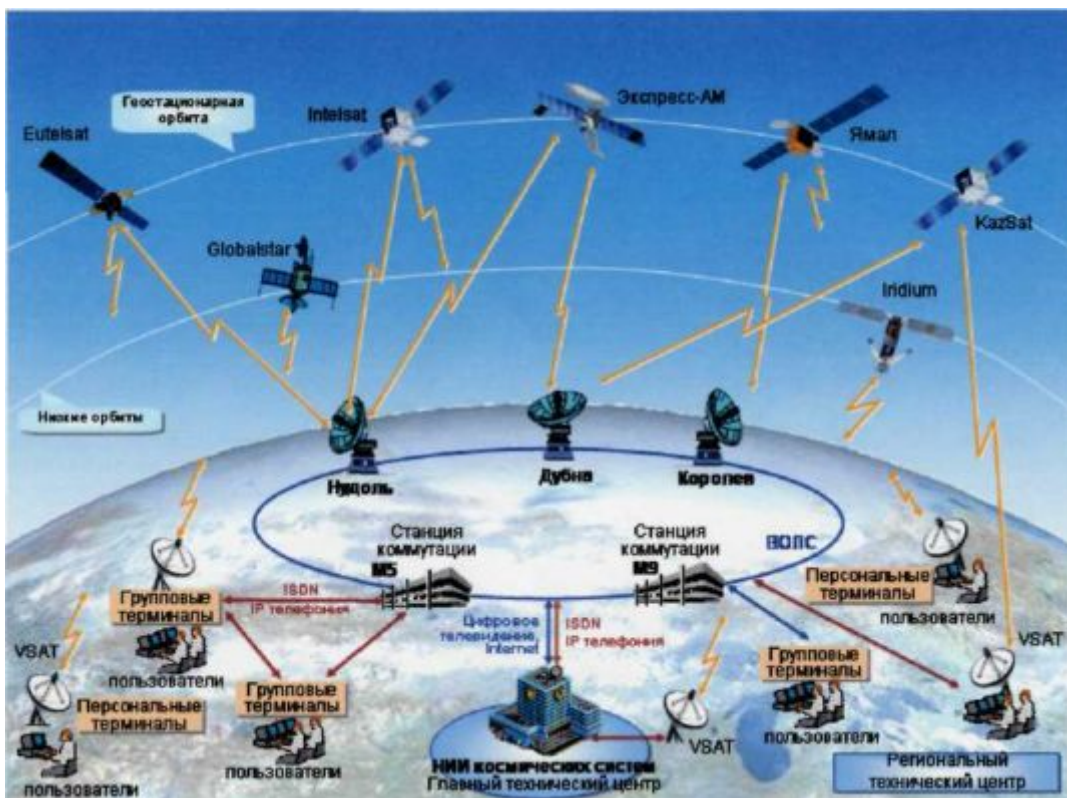 Геостационарная
орбита
Eutelsat
Intelsat
Экспресс-АМ
Ямал
KazSat
Globalstar
Iridium
Низкие орбиты
Нудоль
Дубна
Королев
Станция
коммутации
М5
Станция
коммутации
М9
ВОЛС
Групповые
терминалы
пользователи
ISDN
IP телефония
Цифровое
телевидение,
Internet
ISDN
IP телефония
Персональные
терминалы
пользователи
VSAT
Персональные
терминалы
пользователи
Групповые
терминалы
пользователи
НИИ космических систем
Главный технический центр
VSAT
Групповые
терминалы
пользователи
VSAT
пользователи
Региональный
технический центр